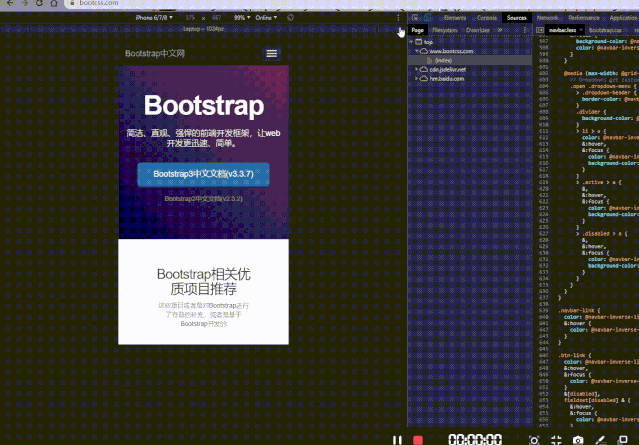 bootcss.com
iPhone 6/7/8 ▼ 375 × 667 99% ▼ Online ▼
Laptop – 1024px
Elements Console Sources Network Performance Application
Page Filesystem Overrides »
navbar.less × bootstrap.css
top
www.bootcss.com
(index)
cdn.jsdelivr.net
hm.baidu.com
Bootstrap中文网
Bootstrap
简洁、直观、强悍的前端开发框架，让web
开发更迅速、简单。
Bootstrap3中文文档(v3.3.7)
Bootstrap2中文文档(v2.3.2)
Bootstrap相关优
质项目推荐
这些项目或者是对Bootstrap进行
了有益的补充，或者是基于
Bootstrap开发的
background-color: @na
}
}
@media (max-width: @grid-
.open .dropdown-menu {
> .dropdown-header {
border-color: @navb
}
.divider {
background-color: @
}
> li > a {
color: @navbar-inve
&:hover,
&:focus {
color: @navbar-in
background-color:
}
}
> .active > a {
&,
&:hover,
&:focus {
color: @navbar-in
background-color:
}
}
> .disabled > a {
&,
&:hover,
&:focus {
color: @navbar-in
background-color:
}
}
}
}
.navbar-link {
color: @navbar-inverse-li
&:hover {
color: @navbar-inverse-
}
}
.btn-link {
color: @navbar-inverse-li
&:hover,
&:focus {
color: @navbar-inverse-
}
&[disabled],
fieldset[disabled] & {
&:hover,
&:focus {
color: @navbar-invers
00:00:00